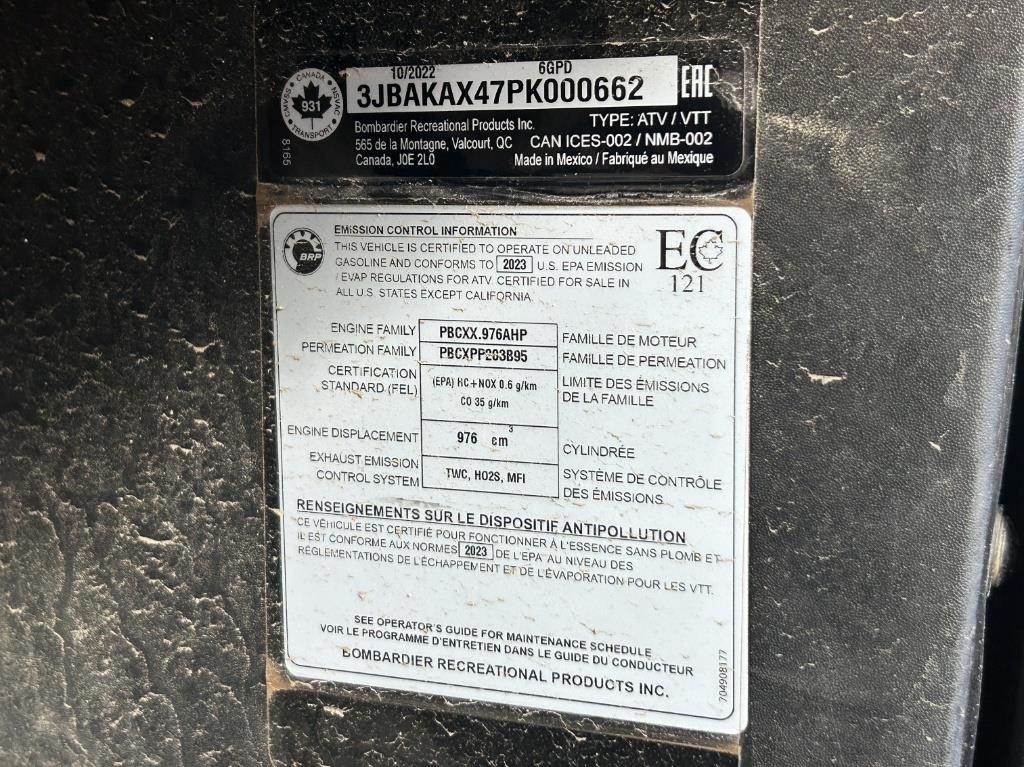 10/2022 6GPD
3JBAKAX47PK000662
EAC
CANADA
NSVAC
SVMAC
TRANSPORT
931
8165
Bombardier Recreational Products Inc.
565 de la Montagne, Valcourt, QC
Canada, J0E 2L0
TYPE: ATV / VTT
CAN ICES-002 / NMB-002
Made in Mexico / Fabriqué au Mexique
BRP
EMISSION CONTROL INFORMATION
THIS VEHICLE IS CERTIFIED TO OPERATE ON UNLEADED
GASOLINE AND CONFORMS TO 2023 U.S. EPA EMISSION
/ EVAP REGULATIONS FOR ATV. CERTIFIED FOR SALE IN
ALL U.S. STATES EXCEPT CALIFORNIA.
EC
121
ENGINE FAMILY PBCXX.976AHP FAMILLE DE MOTEUR
PERMEATION FAMILY PBCXPP203B95 FAMILLE DE PERMEATION
CERTIFICATION
STANDARD (FEL)
(EPA) HC+NOX 0.6 g/km
CO 35 g/km
LIMITE DES ÉMISSIONS
DE LA FAMILLE
ENGINE DISPLACEMENT 976 cm³ CYLINDRÉE
EXHAUST EMISSION
CONTROL SYSTEM
TWC, HO2S, MFI
SYSTÈME DE CONTRÔLE
DES ÉMISSIONS
RENSEIGNEMENTS SUR LE DISPOSITIF ANTIPOLLUTION
CE VÉHICULE EST CERTIFIÉ POUR FONCTIONNER À L'ESSENCE SANS PLOMB ET
IL EST CONFORME AUX NORMES 2023 DE L'EPA AU NIVEAU DES
RÉGLEMENTATIONS DE L'ÉCHAPPEMENT ET DE L'ÉVAPORATION POUR LES VTT.
SEE OPERATOR'S GUIDE FOR MAINTENANCE SCHEDULE
VOIR LE PROGRAMME D'ENTRETIEN DANS LE GUIDE DU CONDUCTEUR
BOMBARDIER RECREATIONAL PRODUCTS INC.
704908177